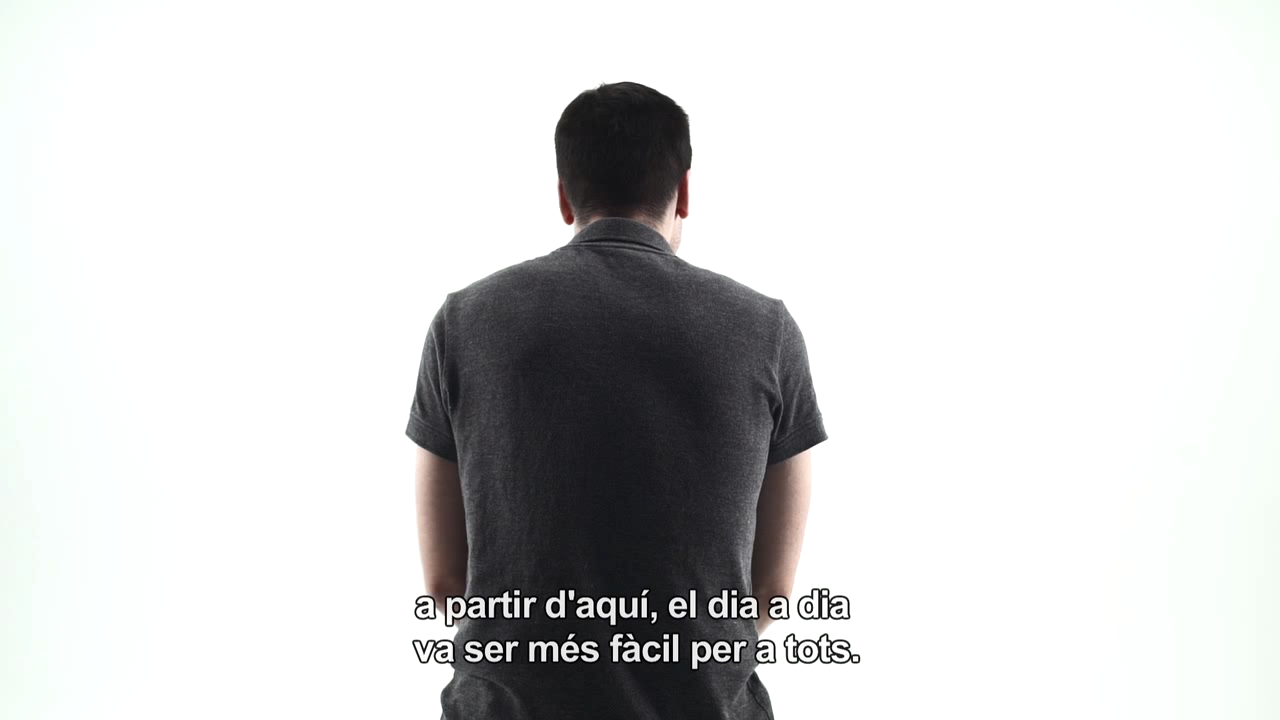 a partir d'aquí, el dia a dia
va ser més fàcil per a tots.